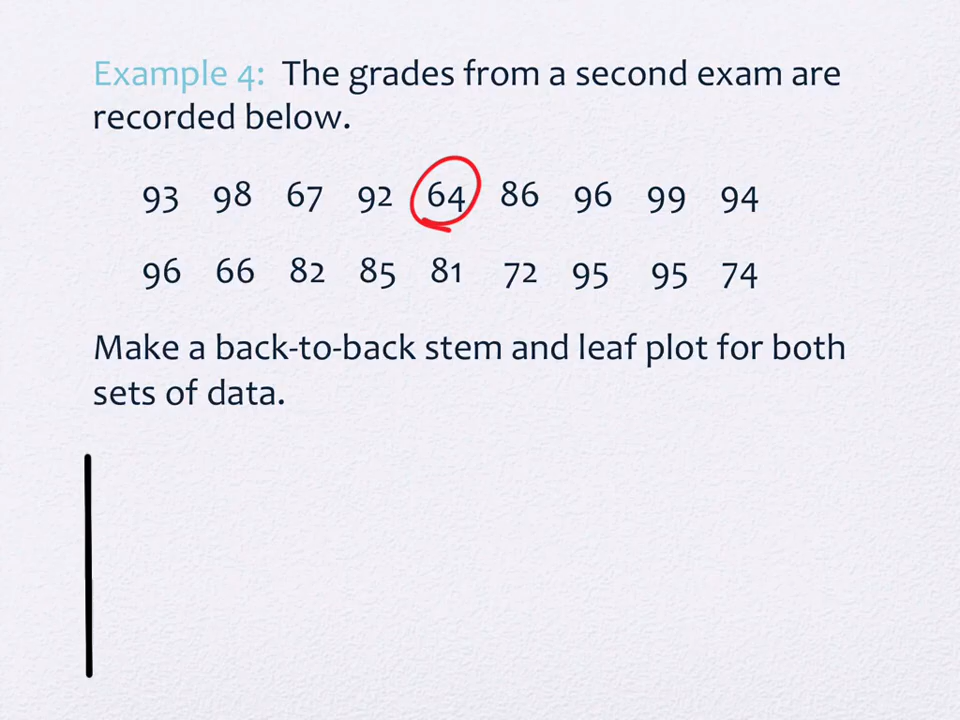 Example 4: The grades from a second exam are
recorded below.
93 98 67 92 64 86 96 99 94
96 66 82 85 81 72 95 95 74
Make a back-to-back stem and leaf plot for both
sets of data.